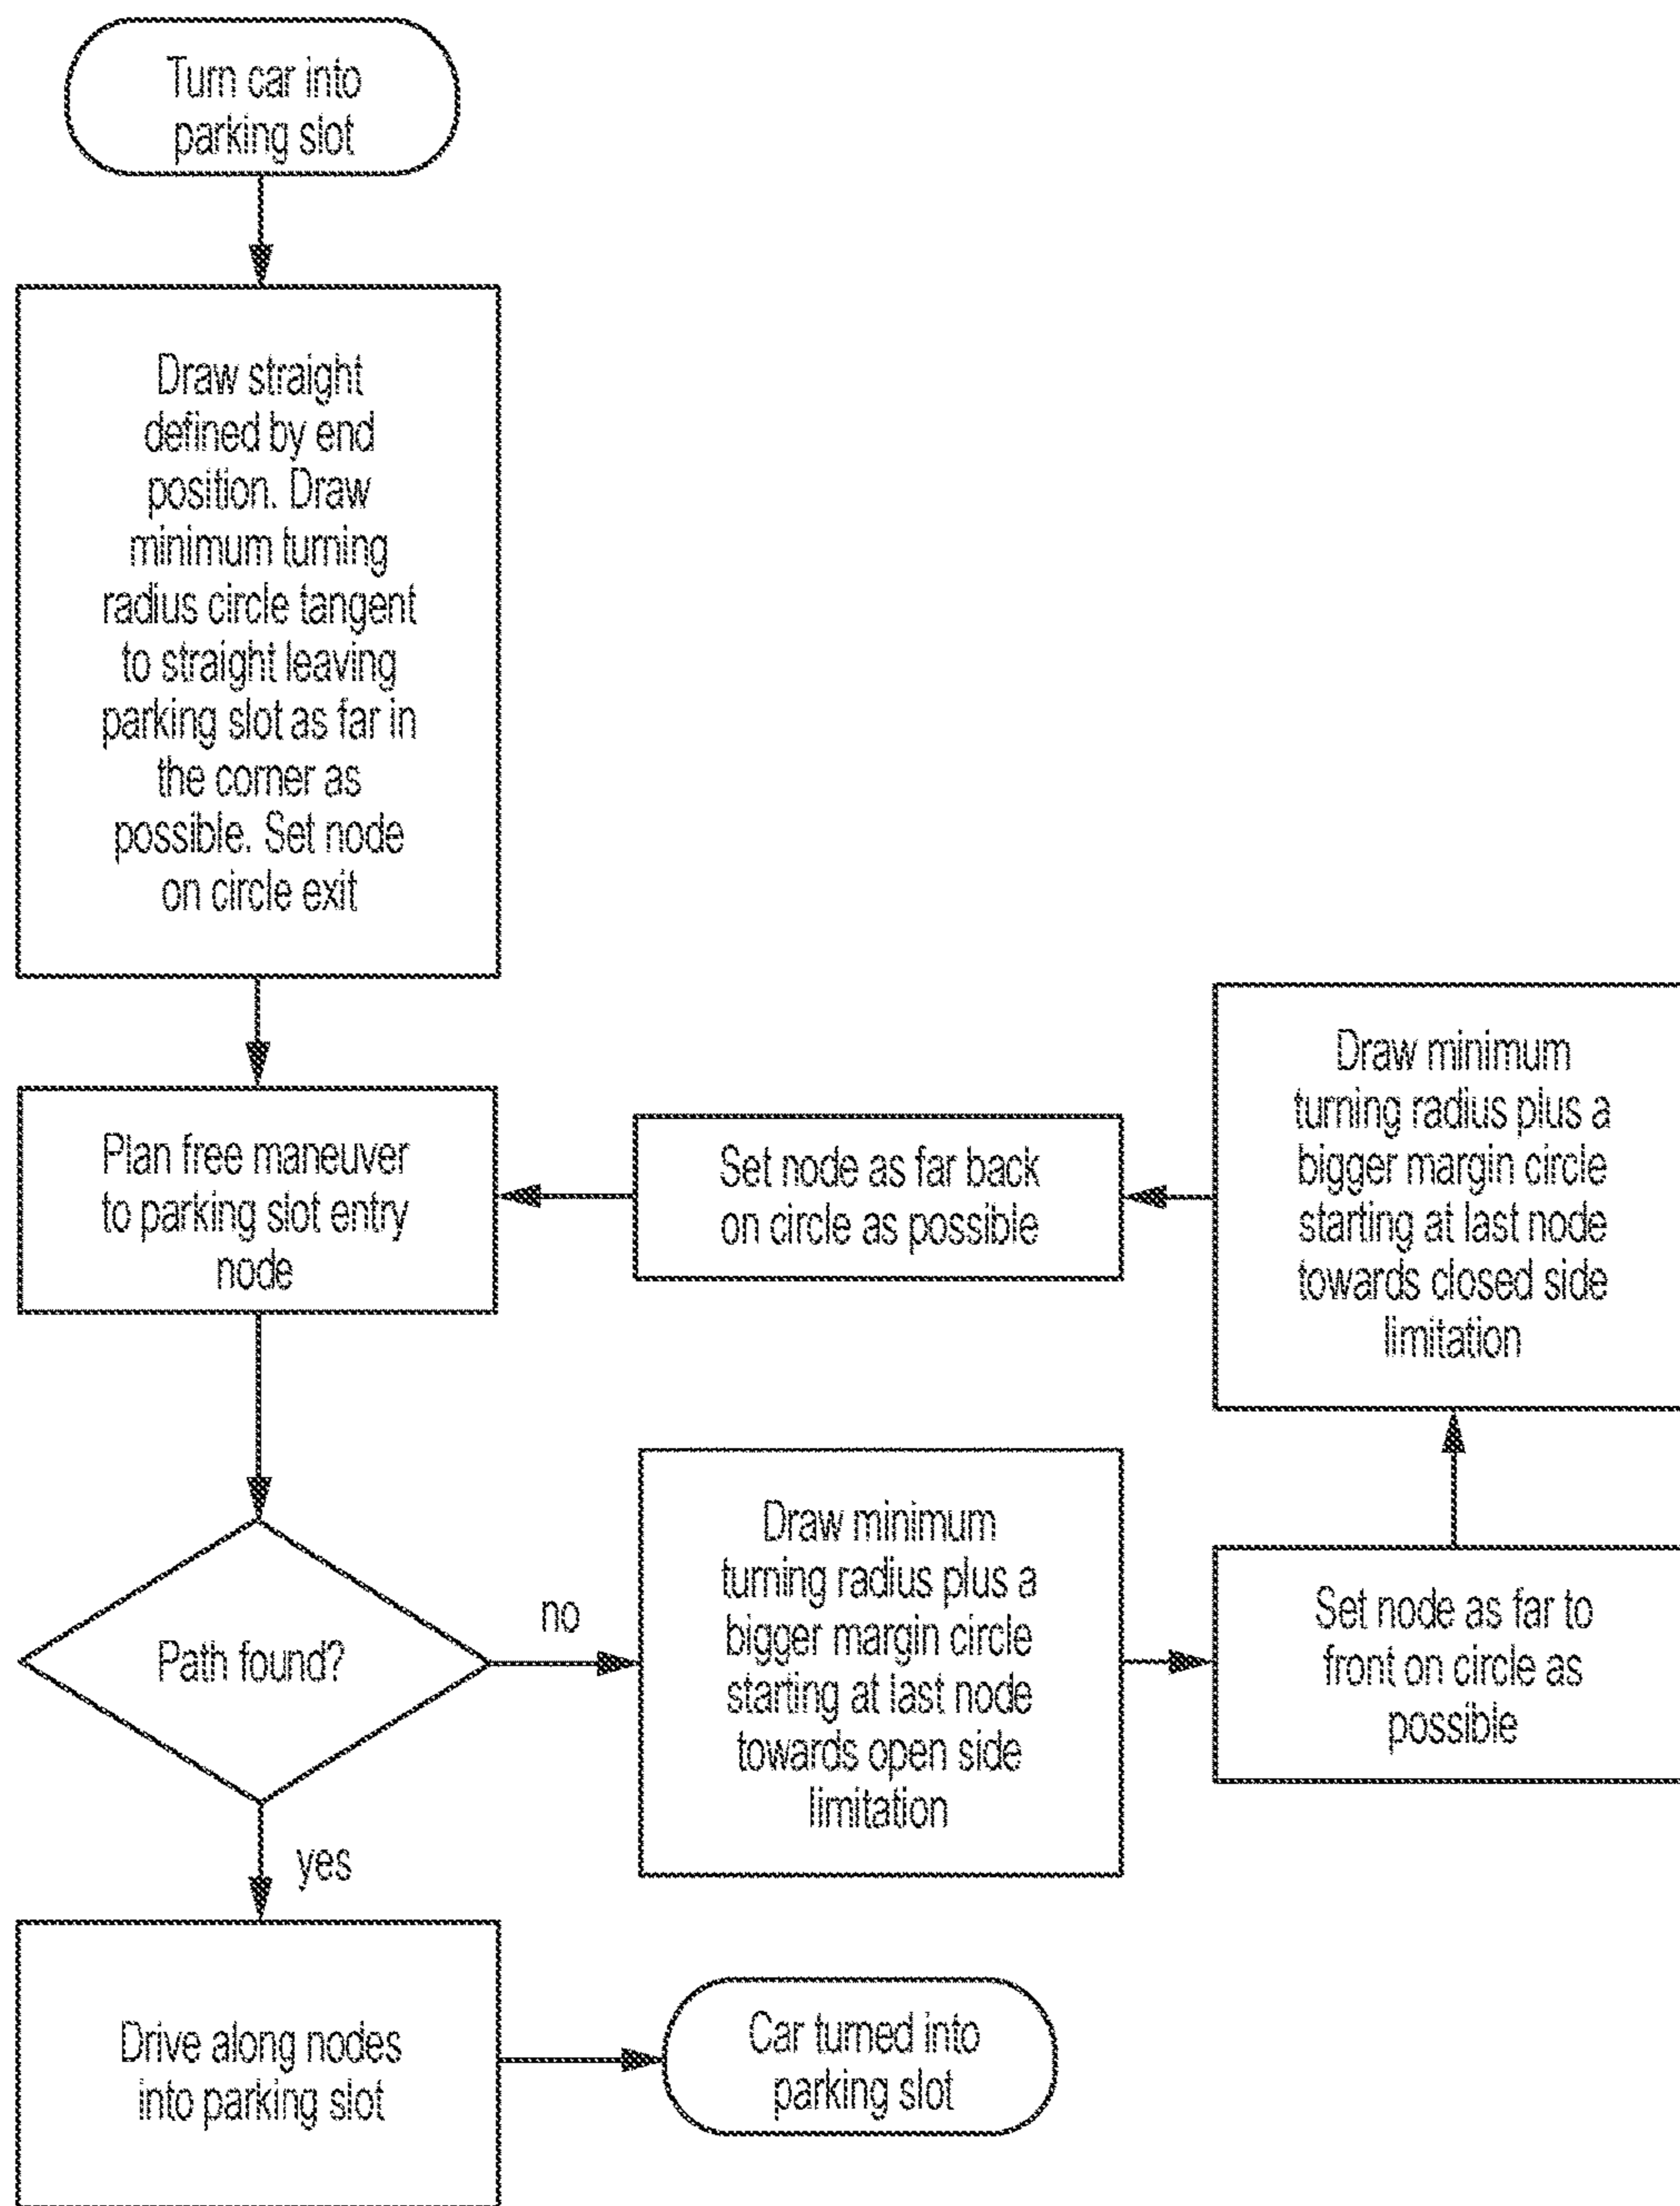 Turn car into
parking slot
Draw straight
defined by end
position. Draw
minimum turning
radius circle tangent
to straight leaving
parking slot as far in
the corner as
possible. Set node
on circle exit
Plan free maneuver
to parking slot entry
node
Set node as far back
on circle as possible
Draw minimum
turning radius plus a
bigger margin circle
starting at last node
towards closed side
limitation
Path found?
no
Draw minimum
turning radius plus a
bigger margin circle
starting at last node
towards open side
limitation
Set node as far to
front on circle as
possible
yes
Drive along nodes
into parking slot
Car turned into
parking slot